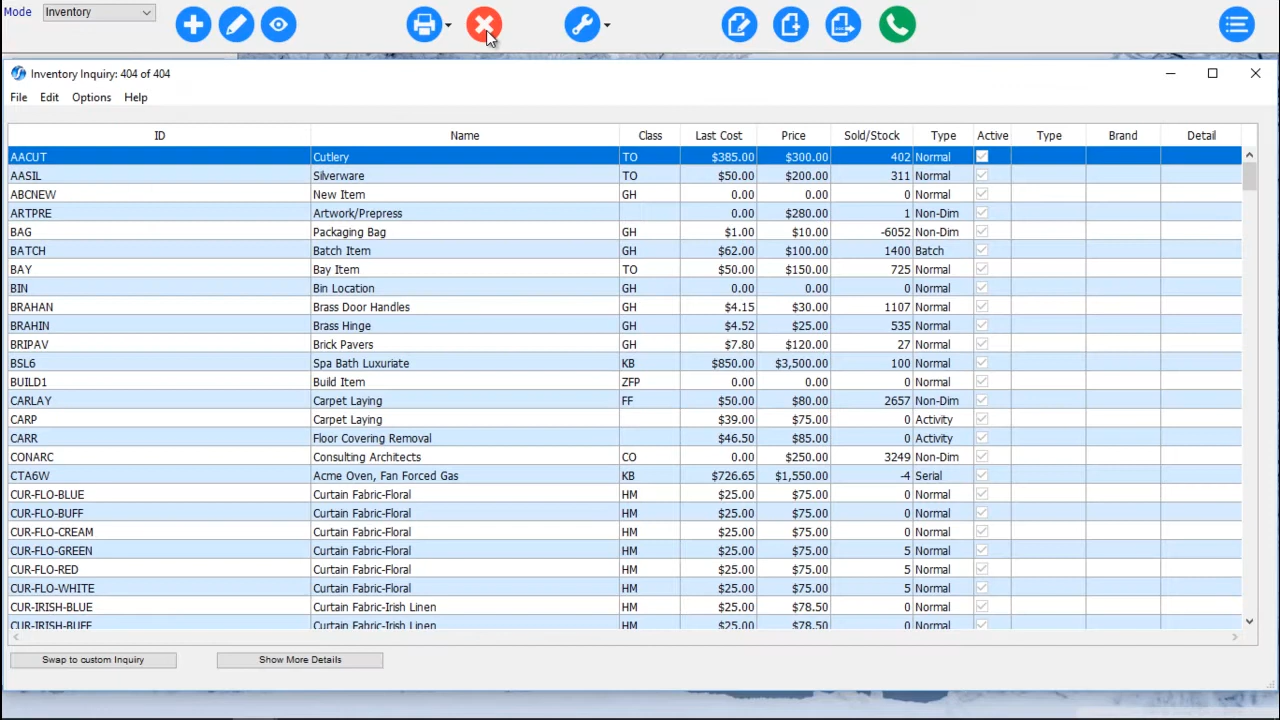 Mode Inventory
Inventory Inquiry: 404 of 404
File Edit Options Help
ID Name Class Last Cost Price Sold/Stock Type Active Type Brand Detail
AACUT Cutlery TO $385.00 $300.00 402 Normal
AASIL Silverware TO $50.00 $200.00 311 Normal
ABCNEW New Item GH 0.00 0.00 0 Normal
ARTPRE Artwork/Prepress 0.00 $280.00 1 Non-Dim
BAG Packaging Bag GH $1.00 $10.00 -6052 Non-Dim
BATCH Batch Item GH $62.00 $100.00 1400 Batch
BAY Bay Item TO $50.00 $150.00 725 Normal
BIN Bin Location GH 0.00 0.00 0 Normal
BRAHAN Brass Door Handles GH $4.15 $30.00 1107 Normal
BRAHIN Brass Hinge GH $4.52 $25.00 535 Normal
BRIPAV Brick Pavers GH $7.80 $120.00 27 Normal
BSL6 Spa Bath Luxuriate KB $850.00 $3,500.00 100 Normal
BUILD1 Build Item ZFP 0.00 0.00 0 Normal
CARLAY Carpet Laying FF $50.00 $80.00 2657 Non-Dim
CARP Carpet Laying $39.00 $75.00 0 Activity
CARR Floor Covering Removal $46.50 $85.00 0 Activity
CONARC Consulting Architects CO 0.00 $250.00 3249 Non-Dim
CTA6W Acme Oven, Fan Forced Gas KB $726.65 $1,550.00 -4 Serial
CUR-FLO-BLUE Curtain Fabric-Floral HM $25.00 $75.00 0 Normal
CUR-FLO-BUFF Curtain Fabric-Floral HM $25.00 $75.00 0 Normal
CUR-FLO-CREAM Curtain Fabric-Floral HM $25.00 $75.00 0 Normal
CUR-FLO-GREEN Curtain Fabric-Floral HM $25.00 $75.00 5 Normal
CUR-FLO-RED Curtain Fabric-Floral HM $25.00 $75.00 5 Normal
CUR-FLO-WHITE Curtain Fabric-Floral HM $25.00 $75.00 5 Normal
CUR-IRISH-BLUE Curtain Fabric-Irish Linen HM $25.00 $78.50 0 Normal
CUR-IRISH-BUFF Curtain Fabric-Irish Linen HM $25.00 $78.50 0 Normal
Swap to custom Inquiry Show More Details